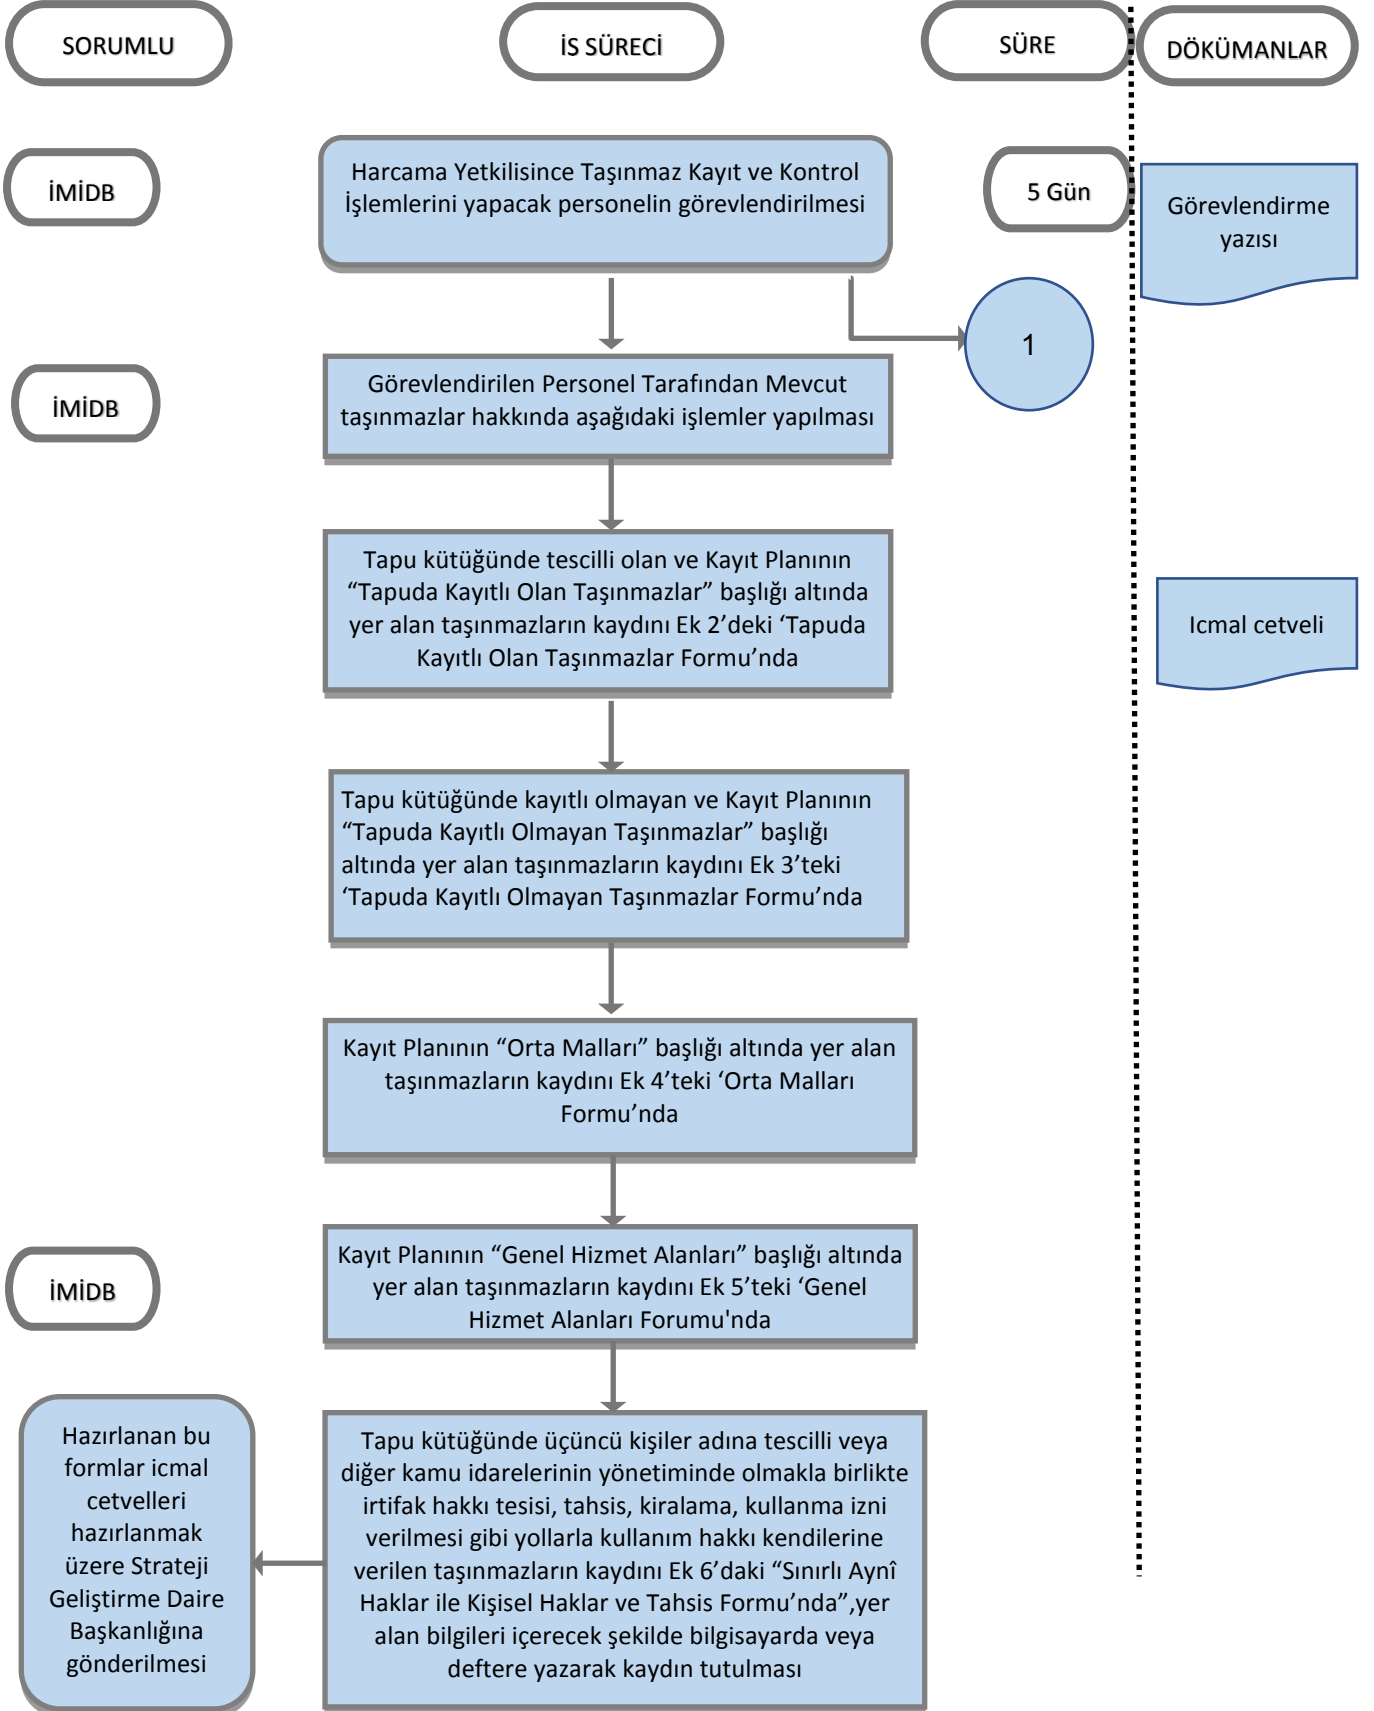 SORUMLU
İS SÜRECİ
SÜRE
DÖKÜMANLAR
İMİDB
Harcama Yetkilisince Taşınmaz Kayıt ve Kontrol
İşlemlerini yapacak personelin görevlendirilmesi
5 Gün
Görevlendirme
yazısı
1
İMİDB
Görevlendirilen Personel Tarafından Mevcut
taşınmazlar hakkında aşağıdaki işlemler yapılması
Tapu kütüğünde tescilli olan ve Kayıt Planının
“Tapuda Kayıtlı Olan Taşınmazlar” başlığı altında
yer alan taşınmazların kaydını Ek 2’deki ‘Tapuda
Kayıtlı Olan Taşınmazlar Formu’nda
Icmal cetveli
Tapu kütüğünde kayıtlı olmayan ve Kayıt Planının
“Tapuda Kayıtlı Olmayan Taşınmazlar” başlığı
altında yer alan taşınmazların kaydını Ek 3’teki
‘Tapuda Kayıtlı Olmayan Taşınmazlar Formu’nda
Kayıt Planının “Orta Malları” başlığı altında yer alan
taşınmazların kaydını Ek 4’teki ‘Orta Malları
Formu’nda
İMİDB
Kayıt Planının “Genel Hizmet Alanları” başlığı altında
yer alan taşınmazların kaydını Ek 5’teki ‘Genel
Hizmet Alanları Forumu'nda
Hazırlanan bu
formlar icmal
cetvelleri
hazırlanmak
üzere Strateji
Geliştirme Daire
Başkanlığına
gönderilmesi
Tapu kütüğünde üçüncü kişiler adına tescilli veya
diğer kamu idarelerinin yönetiminde olmakla birlikte
irtifak hakkı tesisi, tahsis, kiralama, kullanma izni
verilmesi gibi yollarla kullanım hakkı kendilerine
verilen taşınmazların kaydını Ek 6’daki “Sınırlı Aynî
Haklar ile Kişisel Haklar ve Tahsis Formu’nda”,yer
alan bilgileri içerecek şekilde bilgisayarda veya
deftere yazarak kaydın tutulması